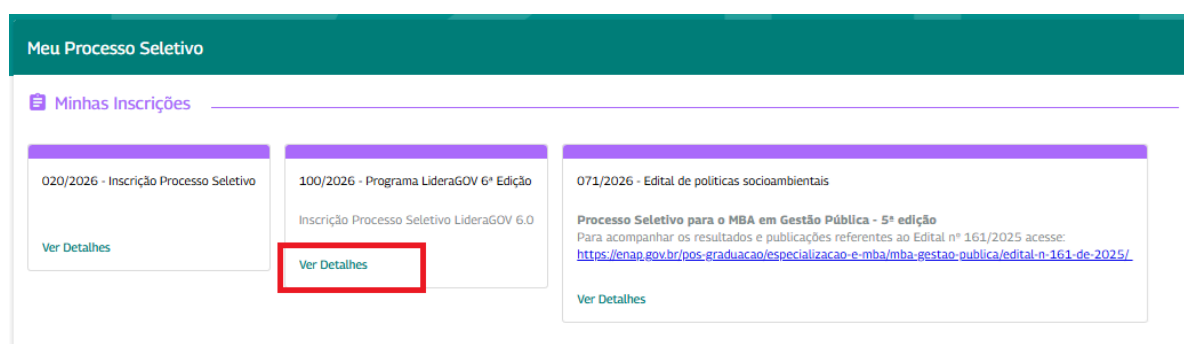 Meu Processo Seletivo
Minhas Inscrições
020/2026 - Inscrição Processo Seletivo
Ver Detalhes
100/2026 - Programa LideraGOV 6ª Edição
Inscrição Processo Seletivo LideraGOV 6.0
Ver Detalhes
071/2026 - Edital de politicas socioambientais
Processo Seletivo para o MBA em Gestão Pública - 5ª edição
Para acompanhar os resultados e publicações referentes ao Edital nº 161/2025 acesse:
https://enap.gov.br/pos-graduacao/especializacao-e-mba/mba-gestao-publica/edital-n-161-de-2025/
Ver Detalhes